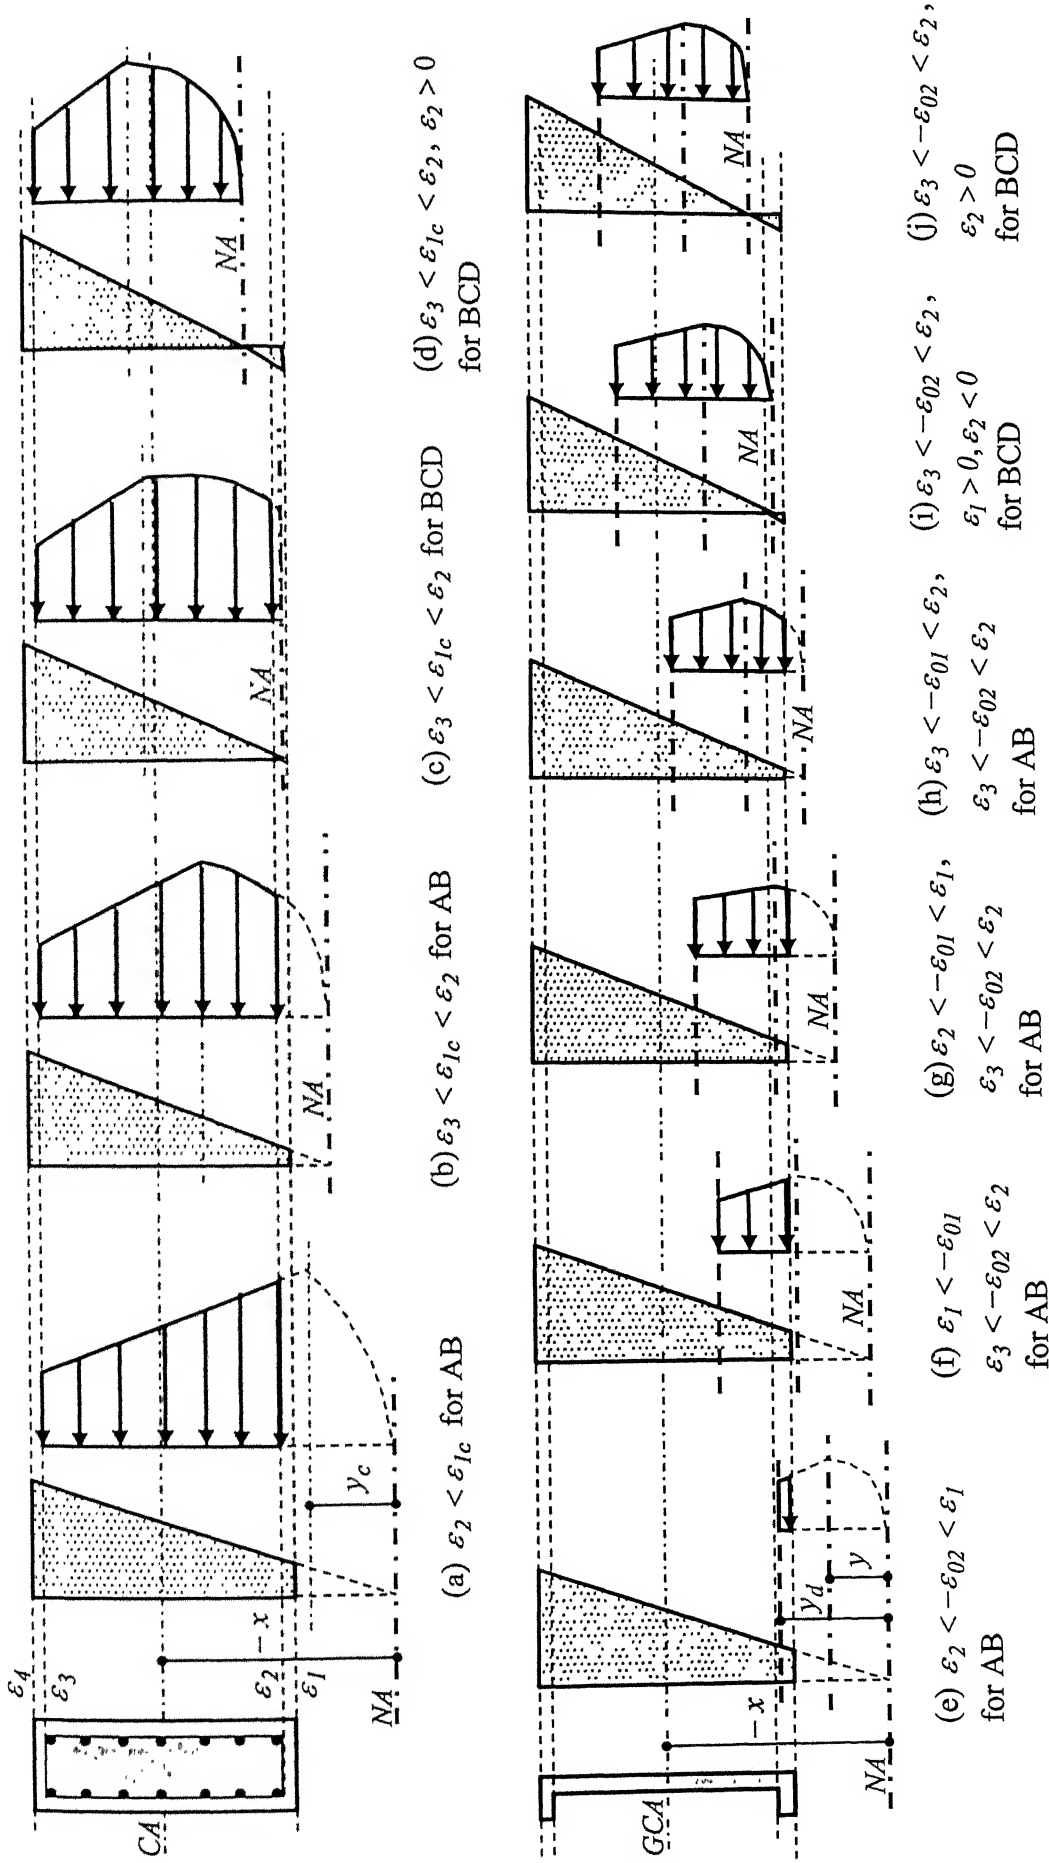 ε4
ε3
ε2
ε1
CA
– x
NA
yc
(a) ε2 < ε1c for AB
NA
(b) ε3 < ε1c < ε2 for AB
NA
(c) ε3 < ε1c < ε2 for BCD
NA
(d) ε3 < ε1c < ε2, ε2 > 0
for BCD
GCA
– x
NA
yd
y
(e) ε2 < –ε02 < ε1
for AB
NA
(f) ε1 < –ε01
ε3 < –ε02 < ε2
for AB
NA
(g) ε2 < –ε01 < ε1,
ε3 < –ε02 < ε2
for AB
NA
(h) ε3 < –ε01 < ε2,
ε3 < –ε02 < ε2
for AB
NA
(i) ε3 < –ε02 < ε2,
ε1 > 0, ε2 < 0
for BCD
NA
(j) ε3 < –ε02 < ε2,
ε2 > 0
for BCD